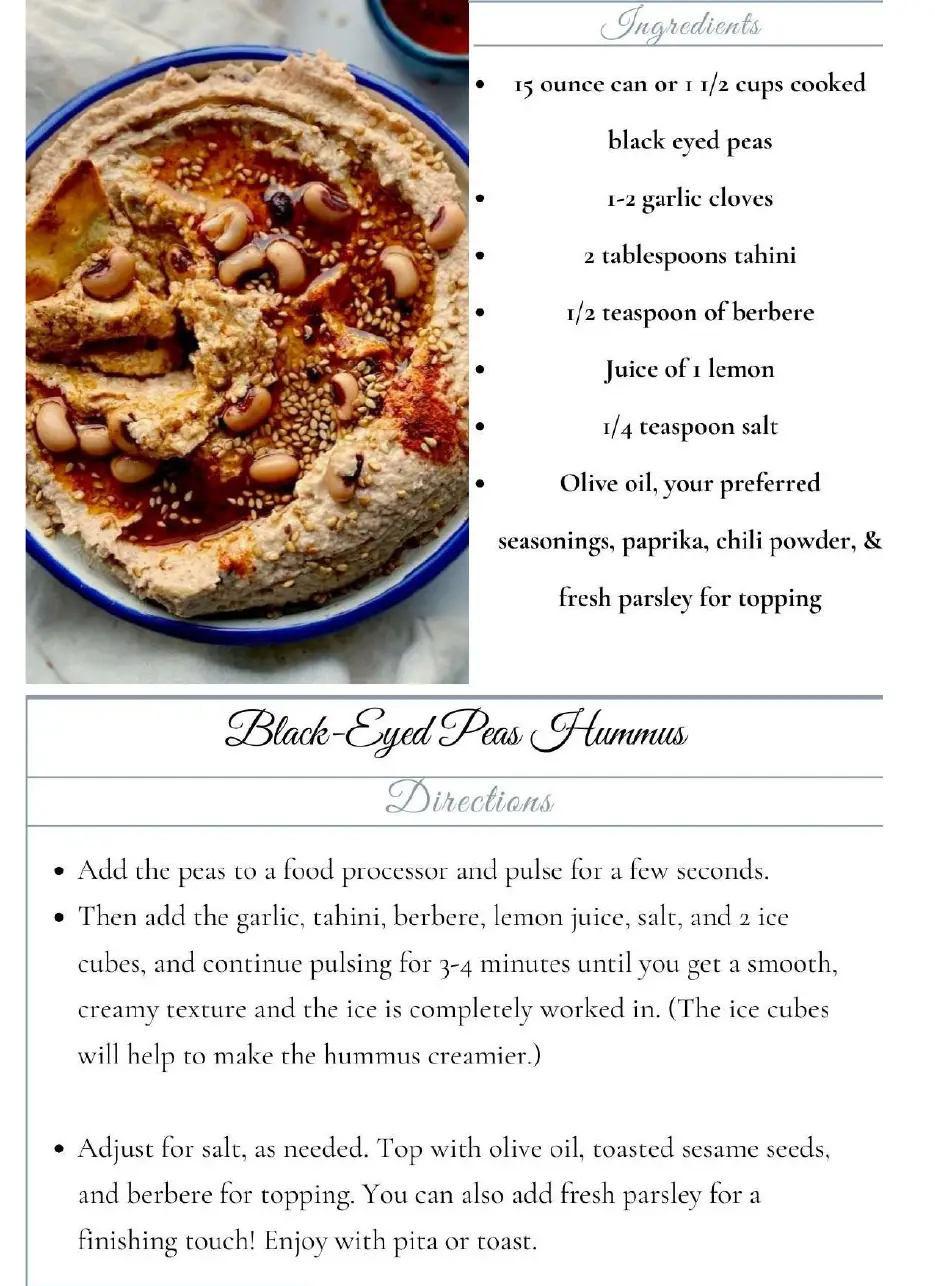 Ingredients
15 ounce can or 1 1/2 cups cooked
black eyed peas
1-2 garlic cloves
2 tablespoons tahini
1/2 teaspoon of berbere
Juice of 1 lemon
1/4 teaspoon salt
Olive oil, your preferred
seasonings, paprika, chili powder, &
fresh parsley for topping
Black-Eyed Peas Hummus
Directions
Add the peas to a food processor and pulse for a few seconds.
Then add the garlic, tahini, berbere, lemon juice, salt, and 2 ice
cubes, and continue pulsing for 3-4 minutes until you get a smooth,
creamy texture and the ice is completely worked in. (The ice cubes
will help to make the hummus creamier.)
Adjust for salt, as needed. Top with olive oil, toasted sesame seeds,
and berbere for topping. You can also add fresh parsley for a
finishing touch! Enjoy with pita or toast.